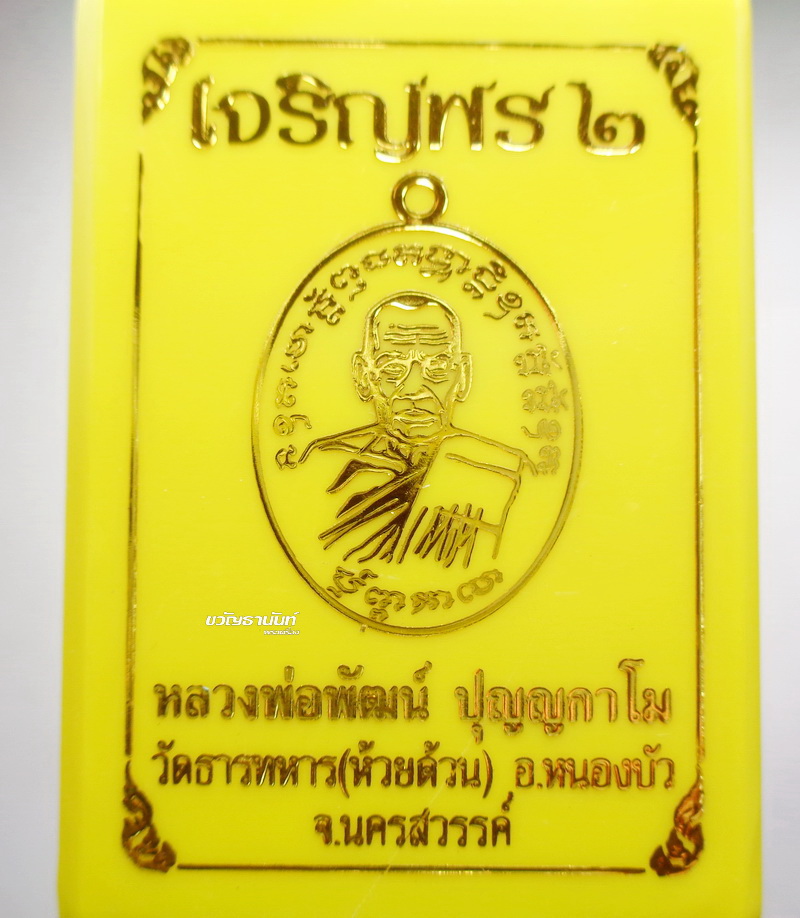 เจริญพร ๒
ขวัญธานันท์
หลวงพ่อพัฒน์ ปุญญกาโม
วัดธารทหาร(ห้วยด้วน) อ.หนองบัว
จ.นครสวรรค์